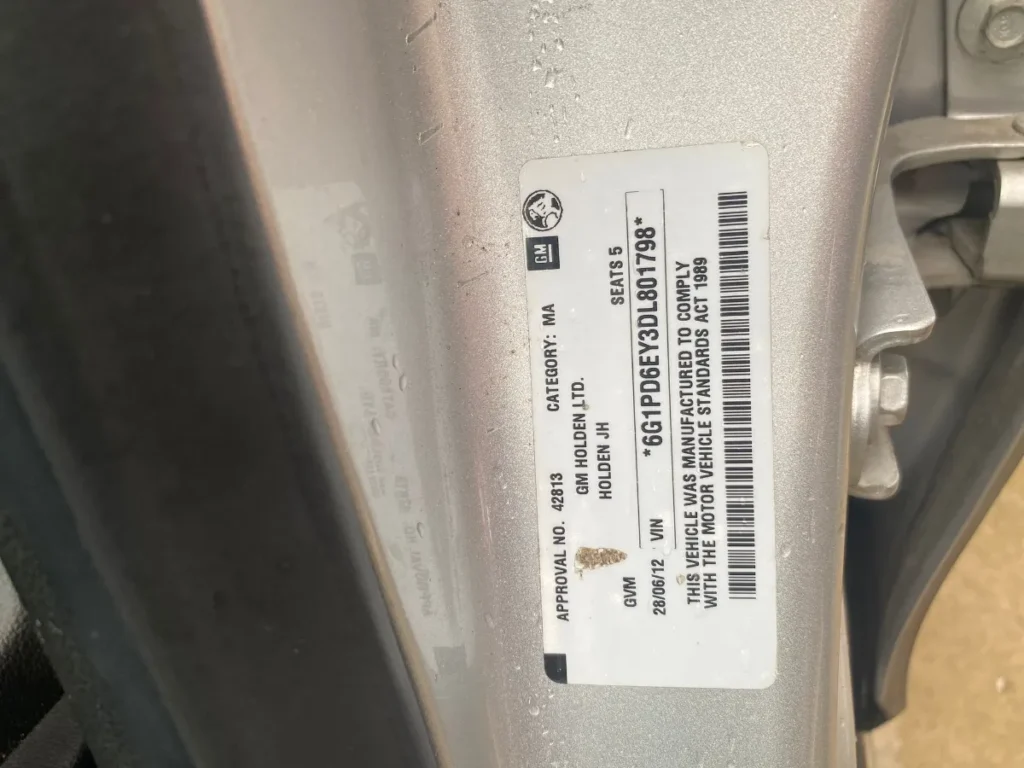 GM
APPROVAL NO. 42813 CATEGORY: MA
GM HOLDEN LTD.
HOLDEN JH
GVM SEATS 5
28/06/12 VIN *6G1PD6EY3DL801798*
THIS VEHICLE WAS MANUFACTURED TO COMPLY
WITH THE MOTOR VEHICLE STANDARDS ACT 1989